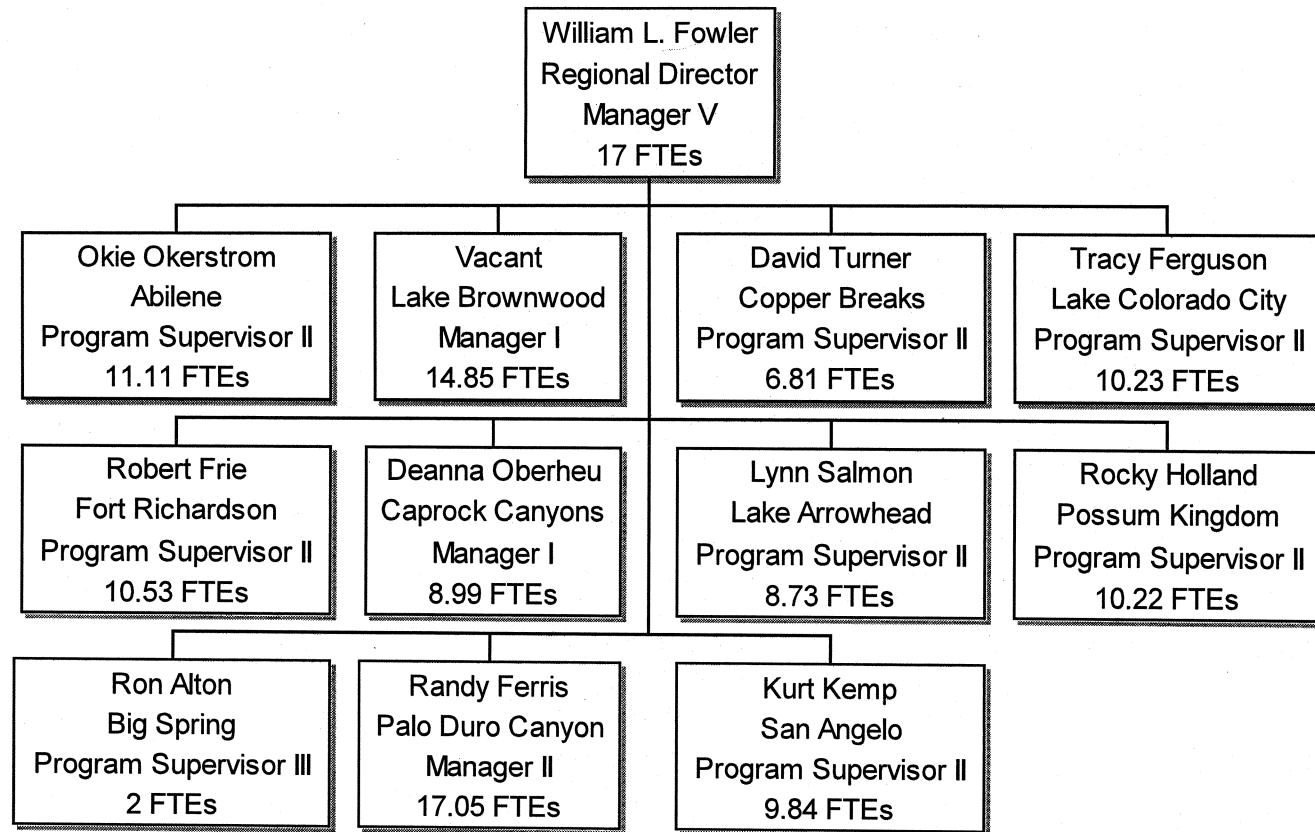 William L. Fowler
Regional Director
Manager V
17 FTEs
Okie Okerstrom
Abilene
Program Supervisor II
11.11 FTEs
Vacant
Lake Brownwood
Manager I
14.85 FTEs
David Turner
Copper Breaks
Program Supervisor II
6.81 FTEs
Tracy Ferguson
Lake Colorado City
Program Supervisor II
10.23 FTEs
Robert Frie
Fort Richardson
Program Supervisor II
10.53 FTEs
Deanna Oberheu
Caprock Canyons
Manager I
8.99 FTEs
Lynn Salmon
Lake Arrowhead
Program Supervisor II
8.73 FTEs
Rocky Holland
Possum Kingdom
Program Supervisor II
10.22 FTEs
Ron Alton
Big Spring
Program Supervisor III
2 FTEs
Randy Ferris
Palo Duro Canyon
Manager II
17.05 FTEs
Kurt Kemp
San Angelo
Program Supervisor II
9.84 FTEs